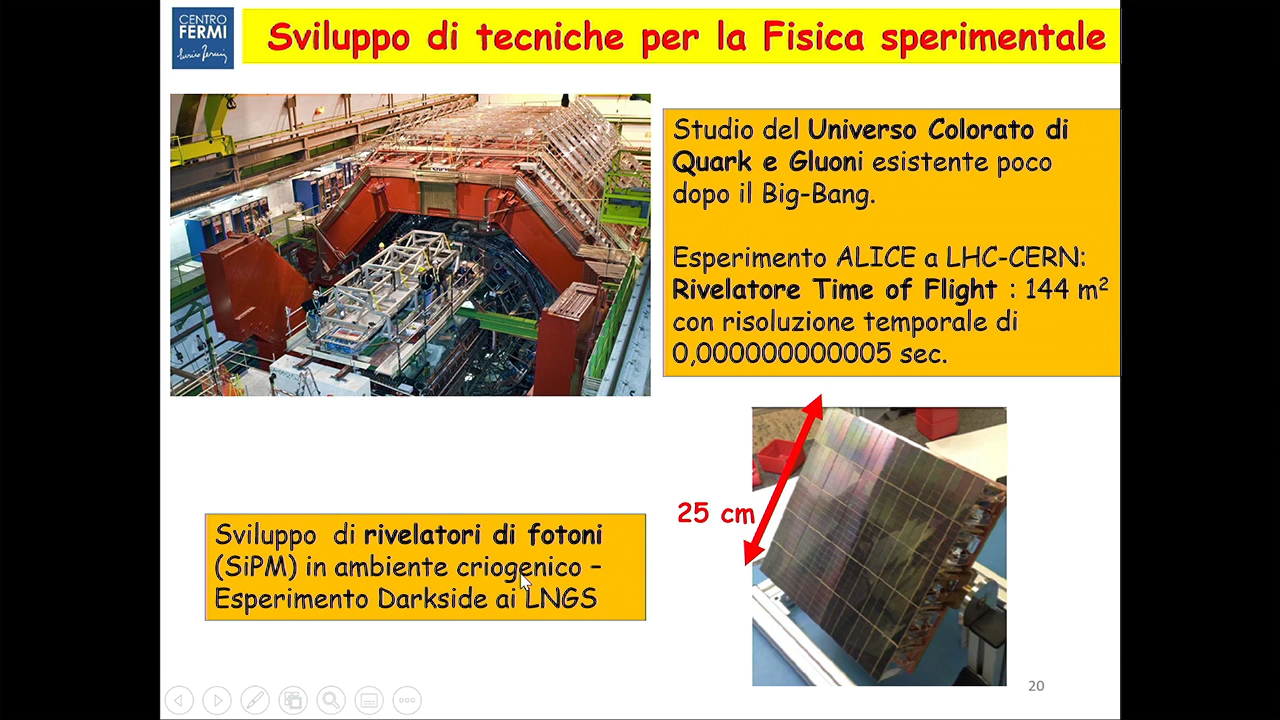 CENTRO
FERMI
Enrico Fermi
Sviluppo di tecniche per la Fisica sperimentale
Studio del Universo Colorato di
Quark e Gluoni esistente poco
dopo il Big-Bang.
Esperimento ALICE a LHC-CERN:
Rivelatore Time of Flight : 144 m²
con risoluzione temporale di
0,000000000005 sec.
25 cm
Sviluppo di rivelatori di fotoni
(SiPM) in ambiente criogenico –
Esperimento Darkside ai LNGS
20